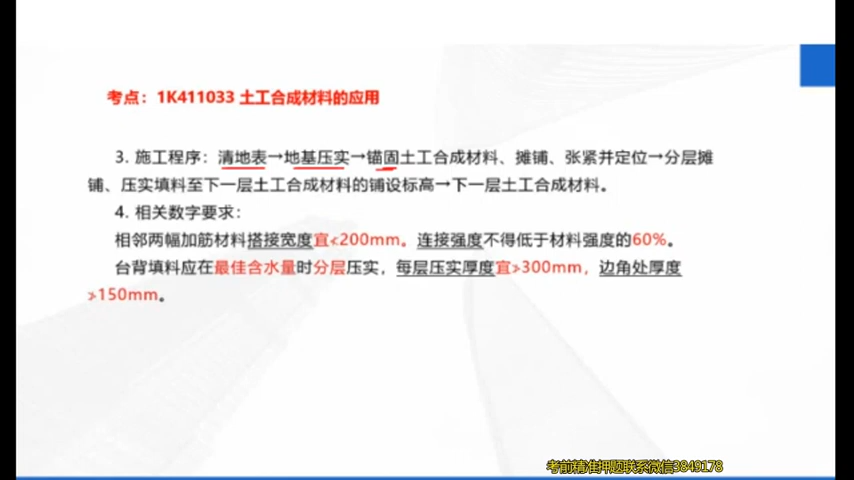 考点：1K411033 土工合成材料的应用
3. 施工程序：清地表→地基压实→锚固土工合成材料、摊铺、张紧并定位→分层摊
铺、压实填料至下一层土工合成材料的铺设标高→下一层土工合成材料。
4. 相关数字要求：
相邻两幅加筋材料搭接宽度宜≮200mm。连接强度不得低于材料强度的60%。
台背填料应在最佳含水量时分层压实，每层压实厚度宜≯300mm，边角处厚度
≯150mm。
考前精准押题联系微信3849178